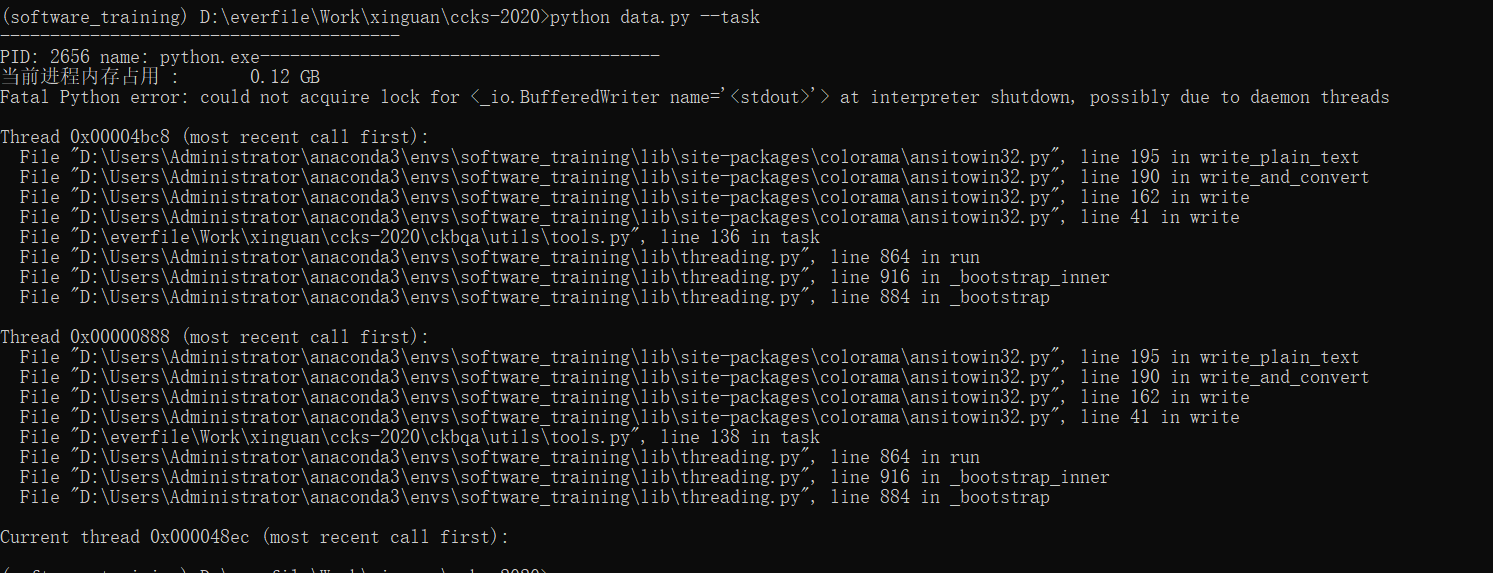 (software_training) D:\everfile\Work\xinguan\ccks-2020>python data.py --task
----------------------------------------
PID: 2656 name: python.exe----------------------------------------
当前进程内存占用 : 0.12 GB
Fatal Python error: could not acquire lock for <_io.BufferedWriter name='<stdout>'> at interpreter shutdown, possibly due to daemon threads
Thread 0x00004bc8 (most recent call first):
File "D:\Users\Administrator\anaconda3\envs\software_training\lib\site-packages\colorama\ansitowin32.py", line 195 in write_plain_text
File "D:\Users\Administrator\anaconda3\envs\software_training\lib\site-packages\colorama\ansitowin32.py", line 190 in write_and_convert
File "D:\Users\Administrator\anaconda3\envs\software_training\lib\site-packages\colorama\ansitowin32.py", line 162 in write
File "D:\Users\Administrator\anaconda3\envs\software_training\lib\site-packages\colorama\ansitowin32.py", line 41 in write
File "D:\everfile\Work\xinguan\ccks-2020\ckbqa\utils\tools.py", line 136 in task
File "D:\Users\Administrator\anaconda3\envs\software_training\lib\threading.py", line 864 in run
File "D:\Users\Administrator\anaconda3\envs\software_training\lib\threading.py", line 916 in _bootstrap_inner
File "D:\Users\Administrator\anaconda3\envs\software_training\lib\threading.py", line 884 in _bootstrap
Thread 0x00000888 (most recent call first):
File "D:\Users\Administrator\anaconda3\envs\software_training\lib\site-packages\colorama\ansitowin32.py", line 195 in write_plain_text
File "D:\Users\Administrator\anaconda3\envs\software_training\lib\site-packages\colorama\ansitowin32.py", line 190 in write_and_convert
File "D:\Users\Administrator\anaconda3\envs\software_training\lib\site-packages\colorama\ansitowin32.py", line 162 in write
File "D:\Users\Administrator\anaconda3\envs\software_training\lib\site-packages\colorama\ansitowin32.py", line 41 in write
File "D:\everfile\Work\xinguan\ccks-2020\ckbqa\utils\tools.py", line 138 in task
File "D:\Users\Administrator\anaconda3\envs\software_training\lib\threading.py", line 864 in run
File "D:\Users\Administrator\anaconda3\envs\software_training\lib\threading.py", line 916 in _bootstrap_inner
File "D:\Users\Administrator\anaconda3\envs\software_training\lib\threading.py", line 884 in _bootstrap
Current thread 0x000048ec (most recent call first):